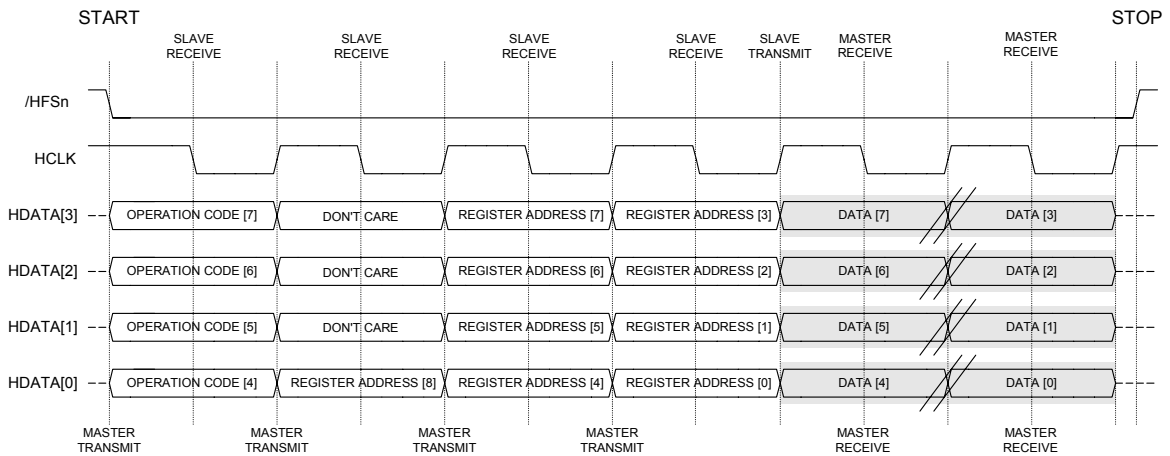 START
STOP
SLAVE RECEIVE
SLAVE RECEIVE
SLAVE RECEIVE
SLAVE RECEIVE
SLAVE TRANSMIT
MASTER RECEIVE
MASTER RECEIVE
/HFSn
HCLK
HDATA[3] OPERATION CODE [7] DON'T CARE REGISTER ADDRESS [7] REGISTER ADDRESS [3] DATA [7] DATA [3]
HDATA[2] OPERATION CODE [6] DON'T CARE REGISTER ADDRESS [6] REGISTER ADDRESS [2] DATA [6] DATA [2]
HDATA[1] OPERATION CODE [5] DON'T CARE REGISTER ADDRESS [5] REGISTER ADDRESS [1] DATA [5] DATA [1]
HDATA[0] OPERATION CODE [4] REGISTER ADDRESS [8] REGISTER ADDRESS [4] REGISTER ADDRESS [0] DATA [4] DATA [0]
MASTER TRANSMIT
MASTER TRANSMIT
MASTER TRANSMIT
MASTER TRANSMIT
MASTER RECEIVE
MASTER RECEIVE